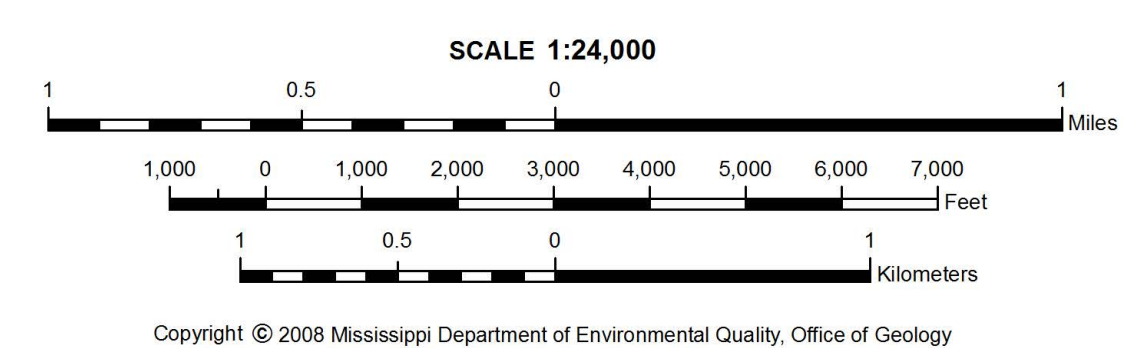 SCALE 1:24,000
1 0.5 0 1
Miles
1,000 0 1,000 2,000 3,000 4,000 5,000 6,000 7,000
Feet
1 0.5 0 1
Kilometers
Copyright © 2008 Mississippi Department of Environmental Quality, Office of Geology